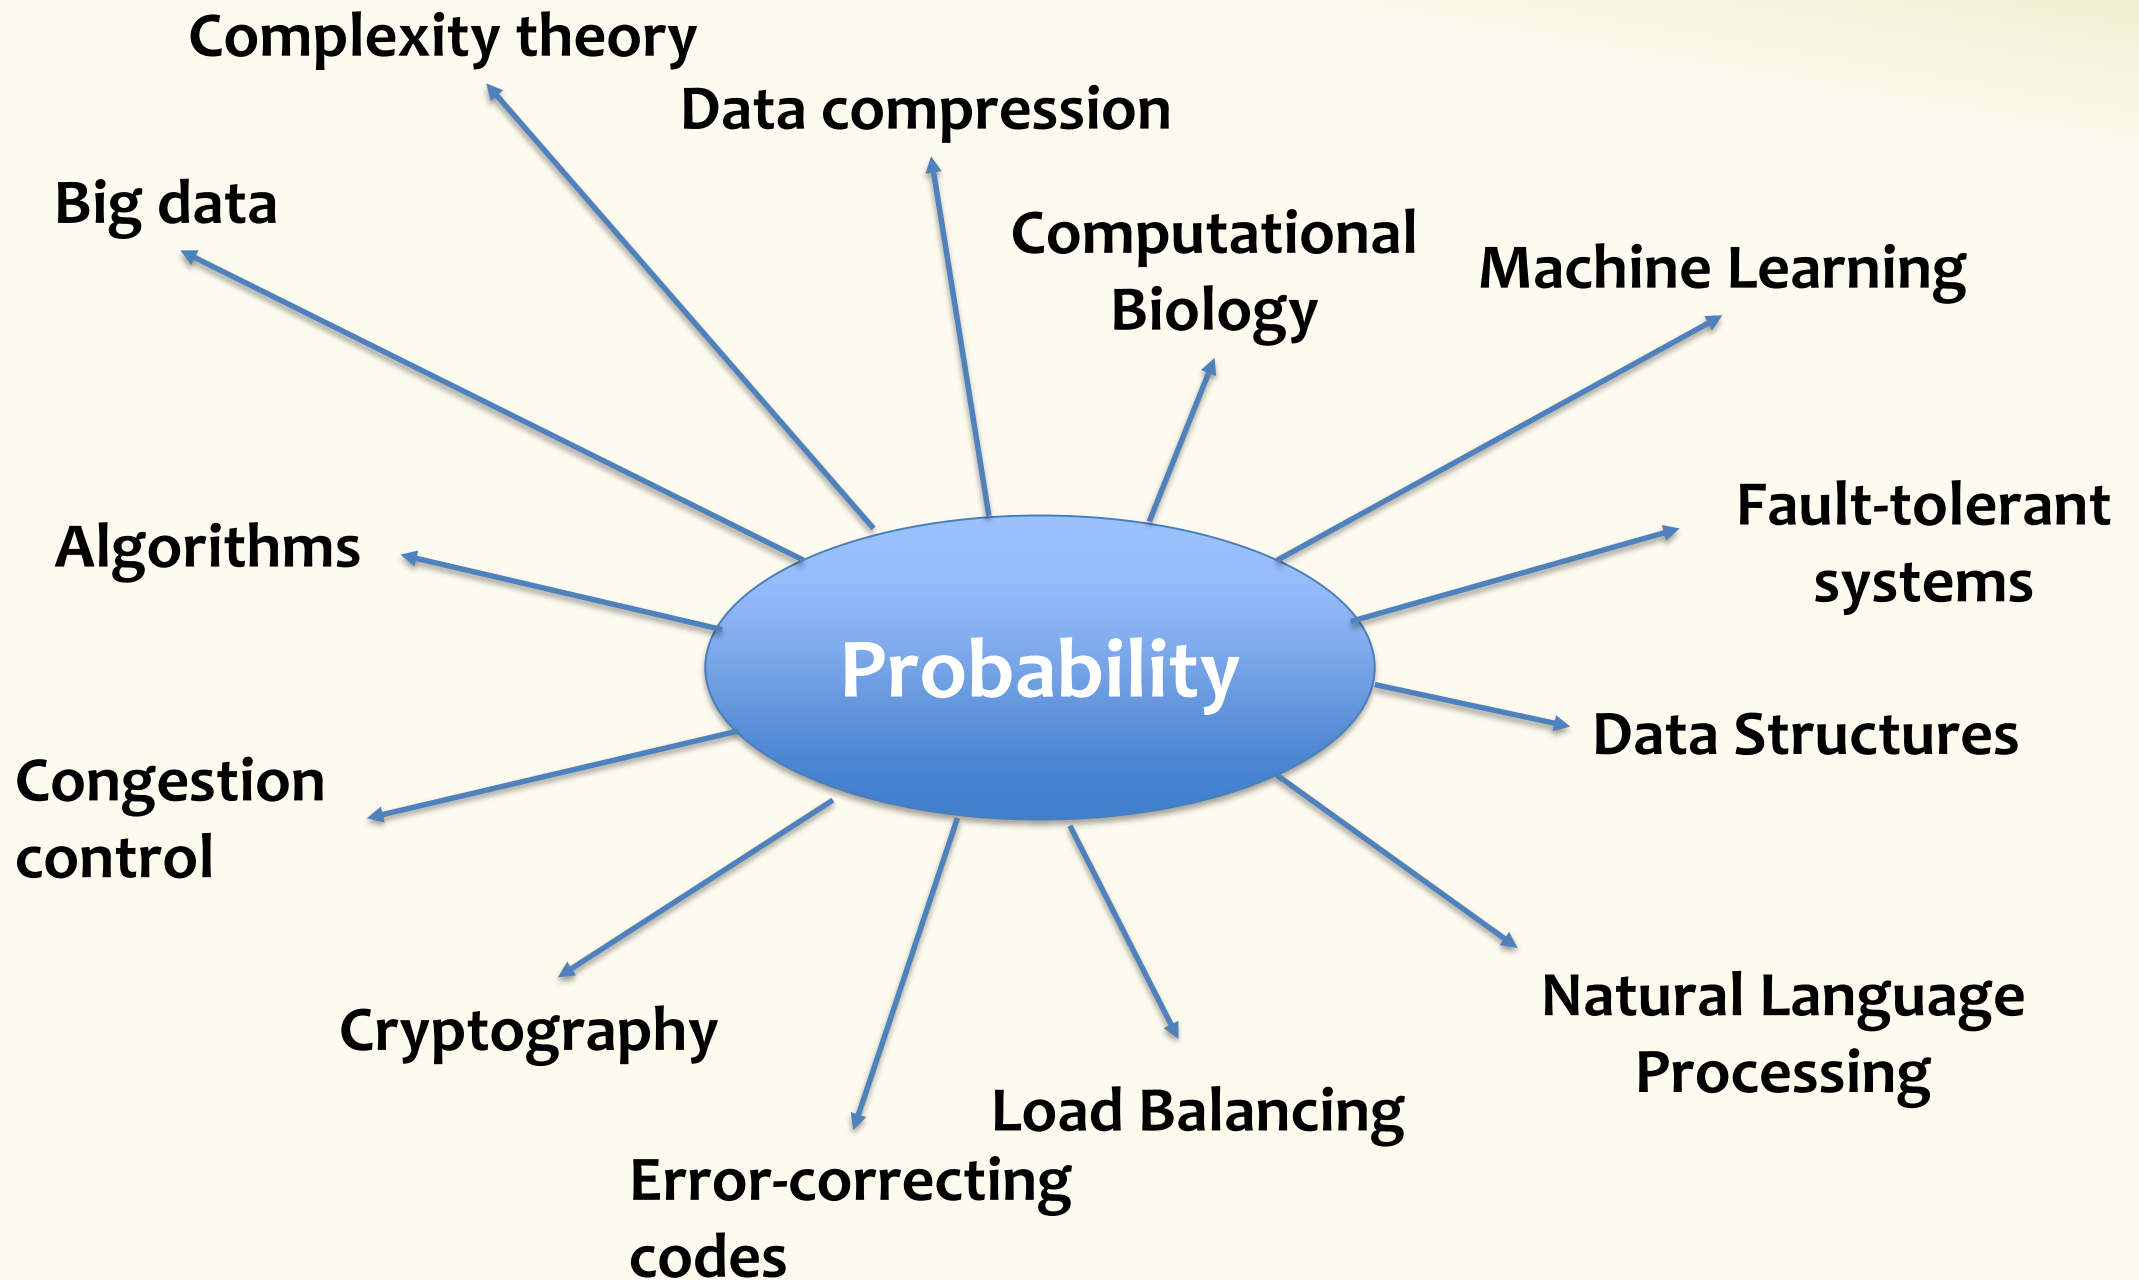 Complexity theory
Data compression
Big data
Computational
Biology
Machine Learning
Fault-tolerant
systems
Algorithms
Probability
Data Structures
Congestion
control
Natural Language
Processing
Cryptography
Load Balancing
Error-correcting
codes